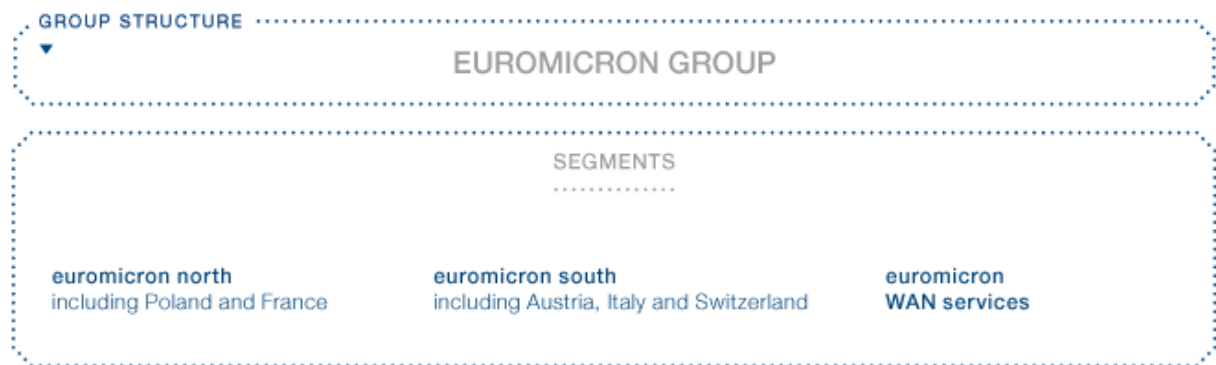 GROUP STRUCTURE
EUROMICRON GROUP
SEGMENTS
euromicron north
including Poland and France
euromicron south
including Austria, Italy and Switzerland
euromicron
WAN services